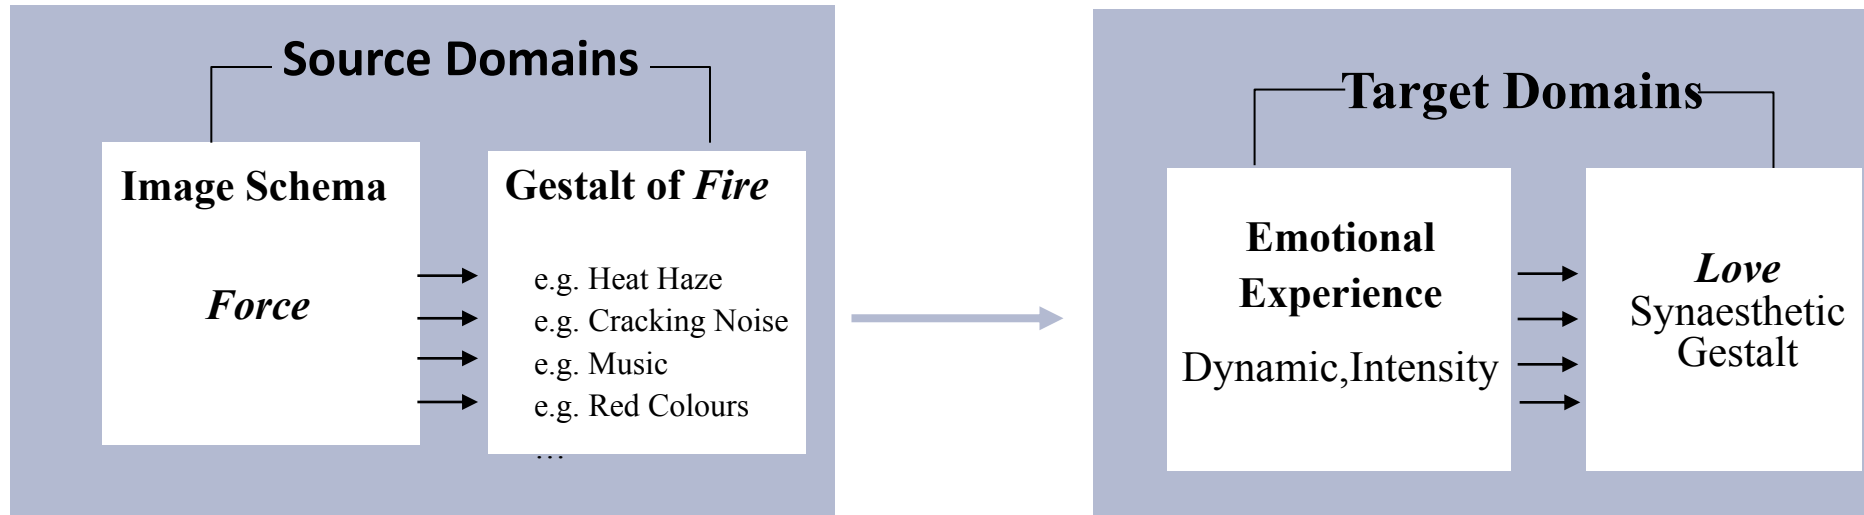 Source Domains
Image Schema
Force
Gestalt of Fire
e.g. Heat Haze
e.g. Cracking Noise
e.g. Music
e.g. Red Colours
...
Target Domains
Emotional
Experience
Dynamic,Intensity
Love
Synaesthetic
Gestalt